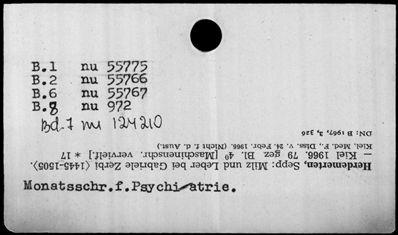 B.1 nu 55775
B.2 nu 55766
B.6 nu 55767
B.8 nu 972
Bd.7 nu 124210
Monatsschr.f.Psychiatrie.
Herdemerten, Sepp: Milz und Leber bei Gabriele Zerbi ⟨1445-1505⟩.
— Kiel 1966. 79 gez. Bl. 4° [Maschinenschr. vervielf.] * 17
Kiel, Med. F., Diss. v. 24. Febr. 1966. (Nicht f. d. Aust.)
DN: B 1967, 3, 326